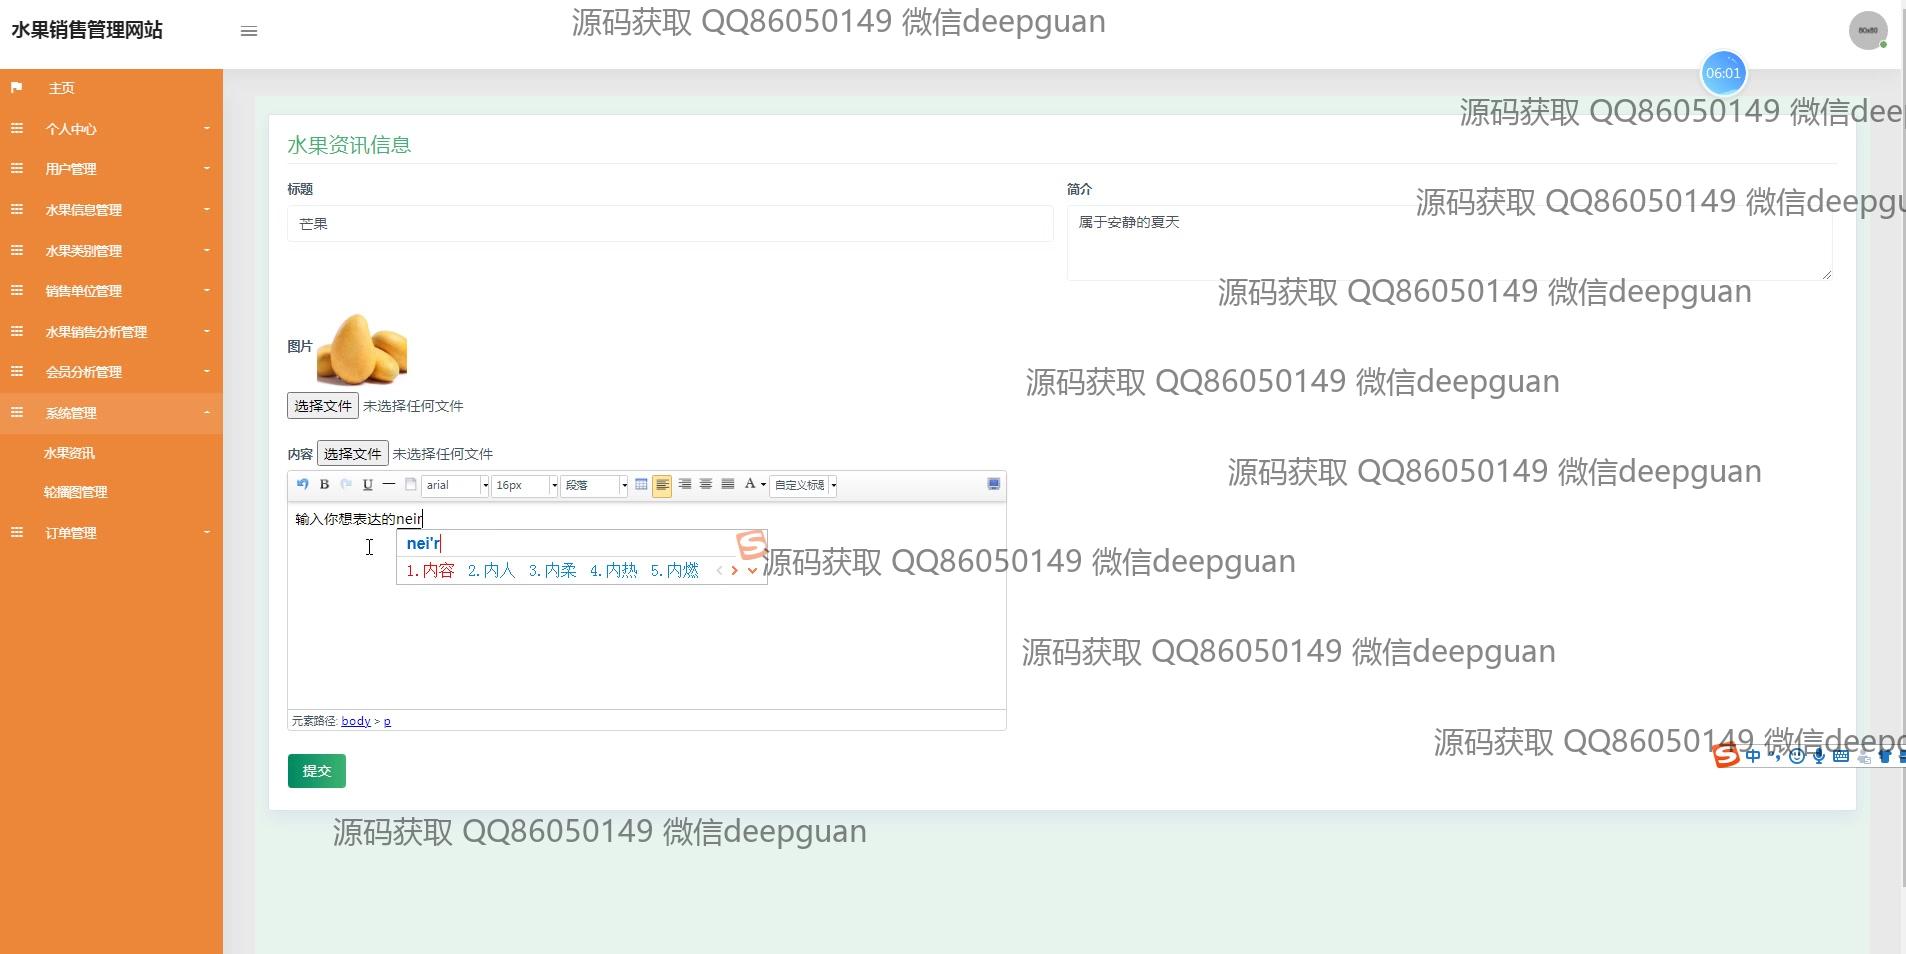 水果销售管理网站
源码获取 QQ86050149 微信deepguan
80x80
06:01
主页
个人中心
用户管理
水果信息管理
水果类别管理
销售单位管理
水果销售分析管理
会员分析管理
系统管理
水果资讯
轮播图管理
订单管理
源码获取 QQ86050149 微信deep
水果资讯信息
标题
简介
源码获取 QQ86050149 微信deepgu
芒果
属于安静的夏天
源码获取 QQ86050149 微信deepguan
图片
源码获取 QQ86050149 微信deepguan
选择文件 未选择任何文件
内容 选择文件 未选择任何文件
源码获取 QQ86050149 微信deepguan
B U arial 16px 段落 A 自定义标题
输入你想表达的neir
nei'r
1.内容 2.内人 3.内柔 4.内热 5.内燃
源码获取 QQ86050149 微信deepguan
源码获取 QQ86050149 微信deepguan
元素路径: body > p
源码获取 QQ86050149 微信deepg
中
提交
源码获取 QQ86050149 微信deepguan